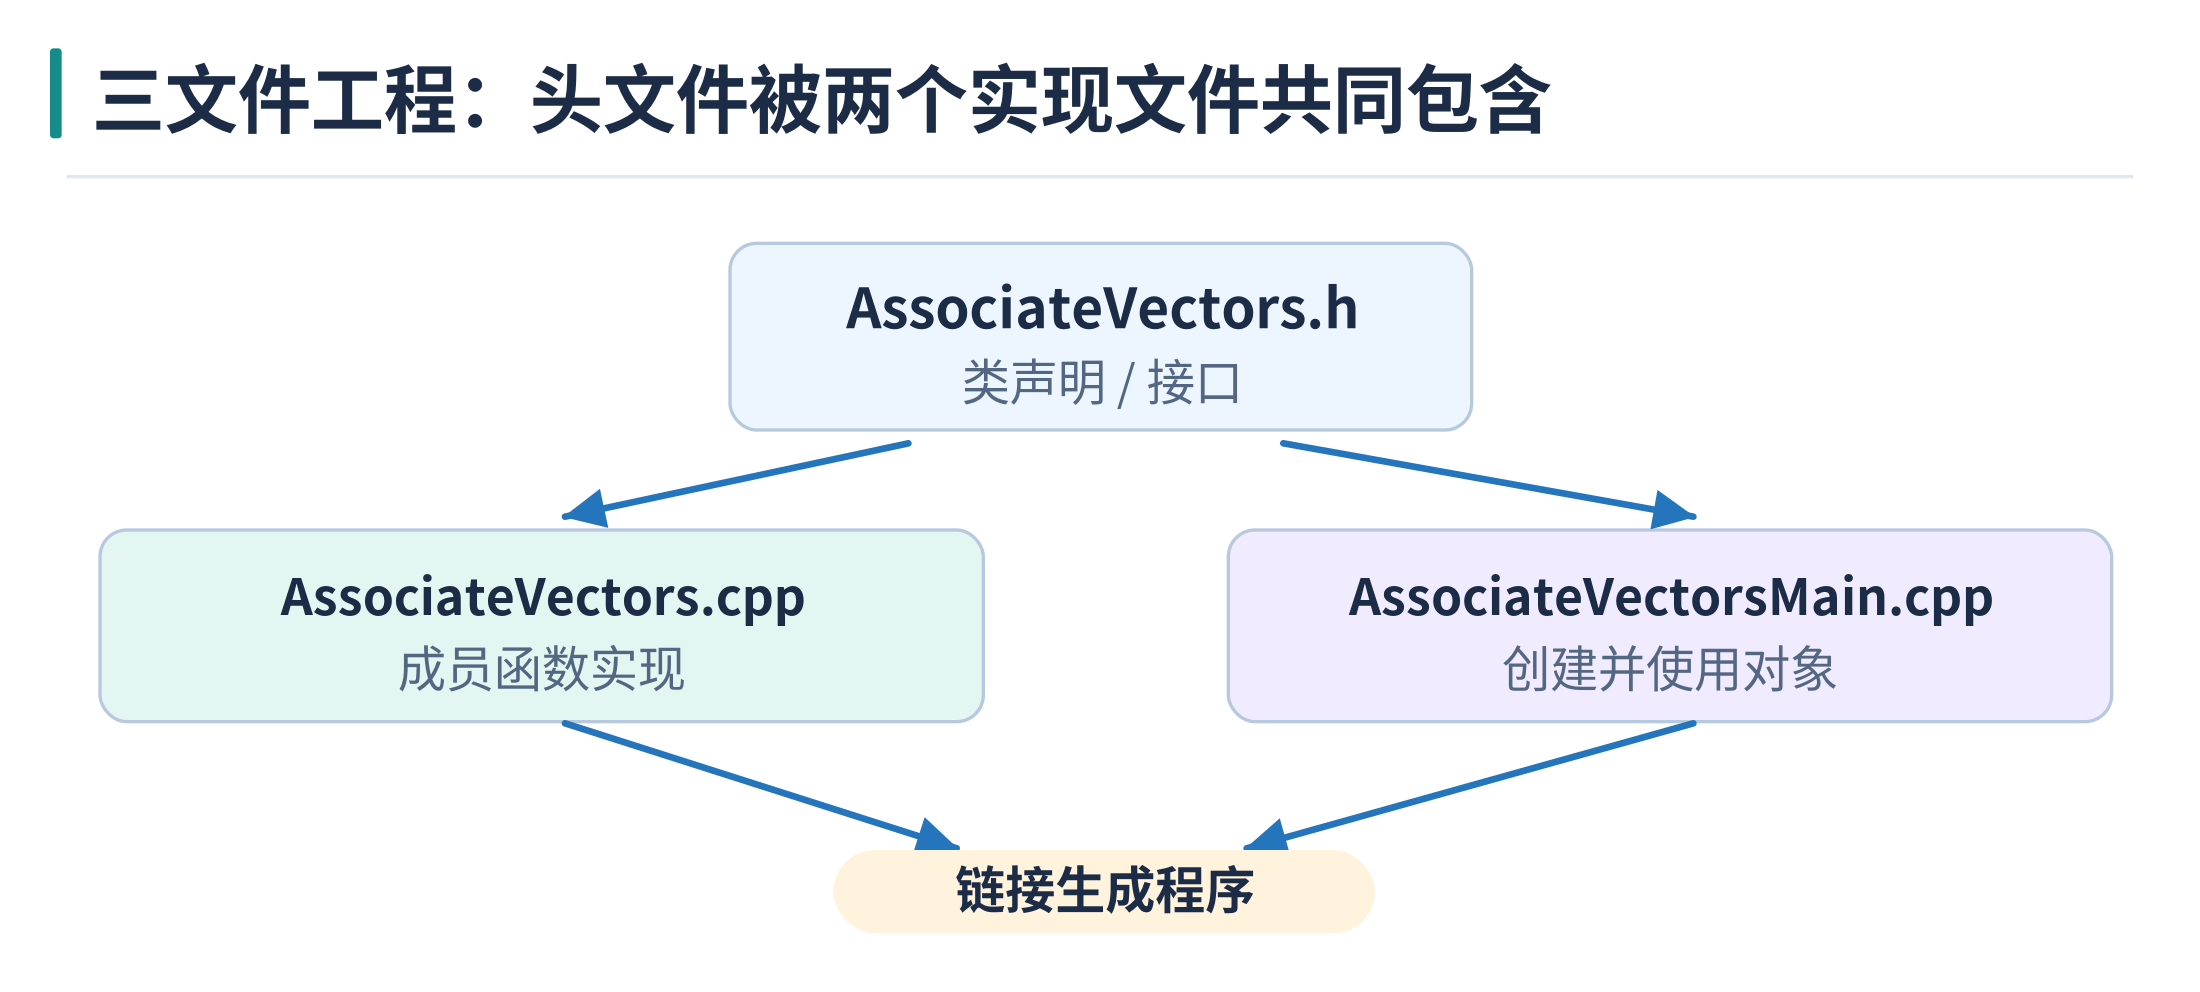 三文件工程：头文件被两个实现文件共同包含
AssociateVectors.h
类声明 / 接口
AssociateVectors.cpp
成员函数实现
AssociateVectorsMain.cpp
创建并使用对象
链接生成程序